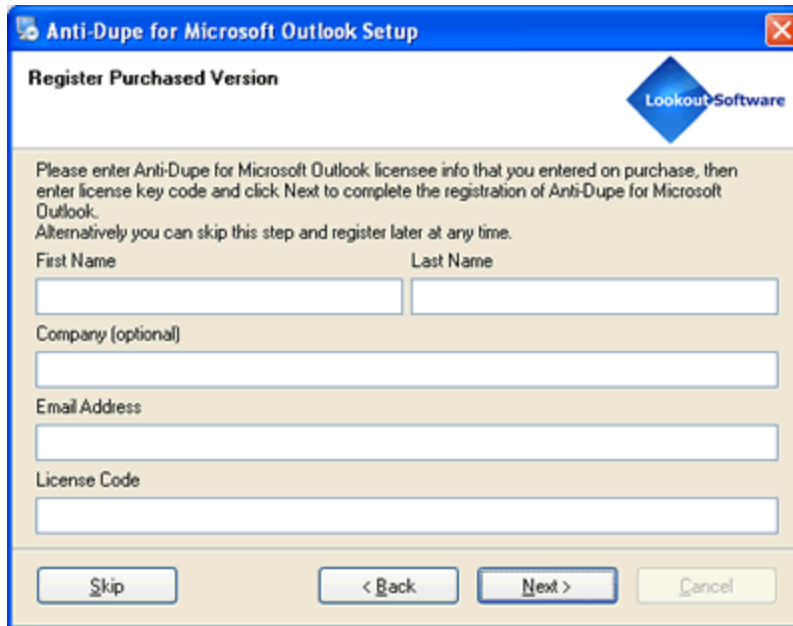 Anti-Dupe for Microsoft Outlook Setup
Register Purchased Version
Lookout Software
Please enter Anti-Dupe for Microsoft Outlook licensee info that you entered on purchase, then
enter license key code and click Next to complete the registration of Anti-Dupe for Microsoft
Outlook.
Alternatively you can skip this step and register later at any time.
First Name Last Name
Company (optional)
Email Address
License Code
Skip < Back Next > Cancel